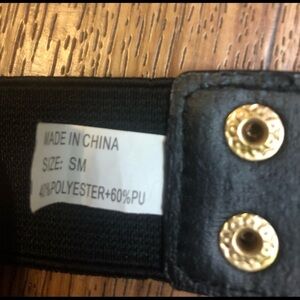 MADE IN CHINA
SIZE: SM
40%POLYESTER+60%PU